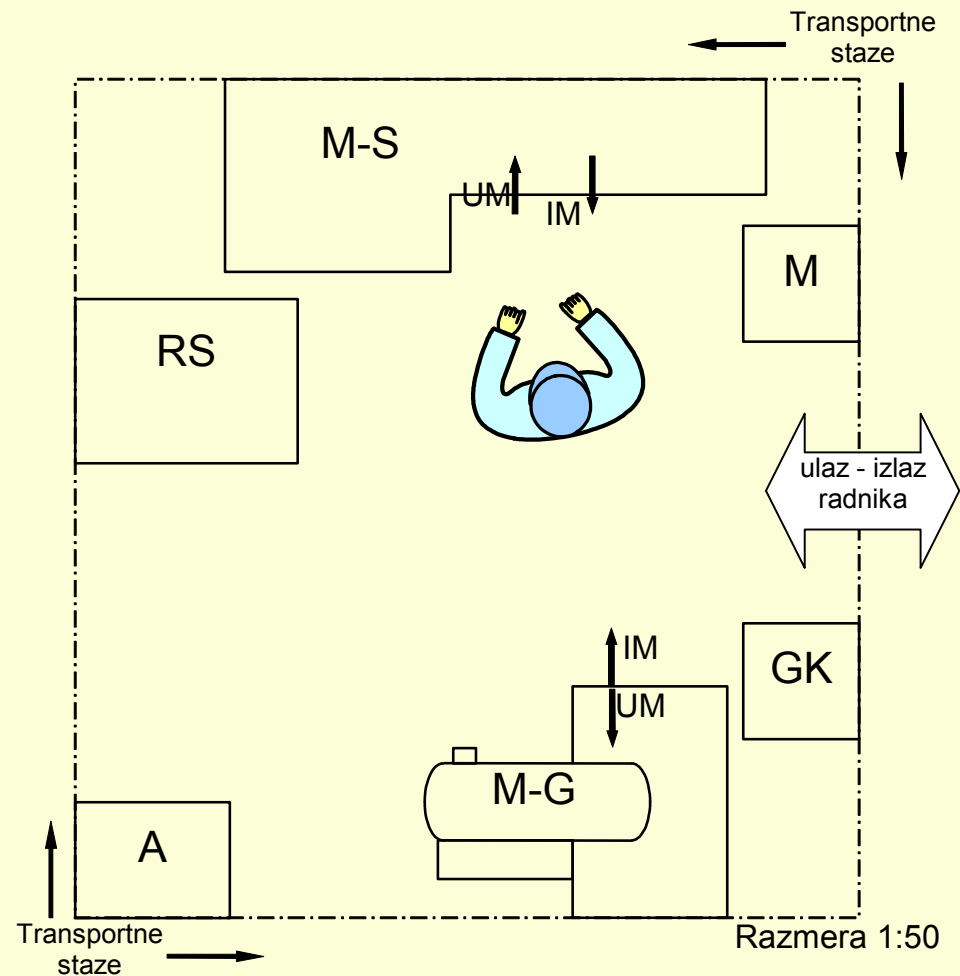 Transportne
staze
M-S
UM
IM
M
RS
ulaz - izlaz
radnika
IM
GK
UM
M-G
A
Transportne
staze
Razmera 1:50